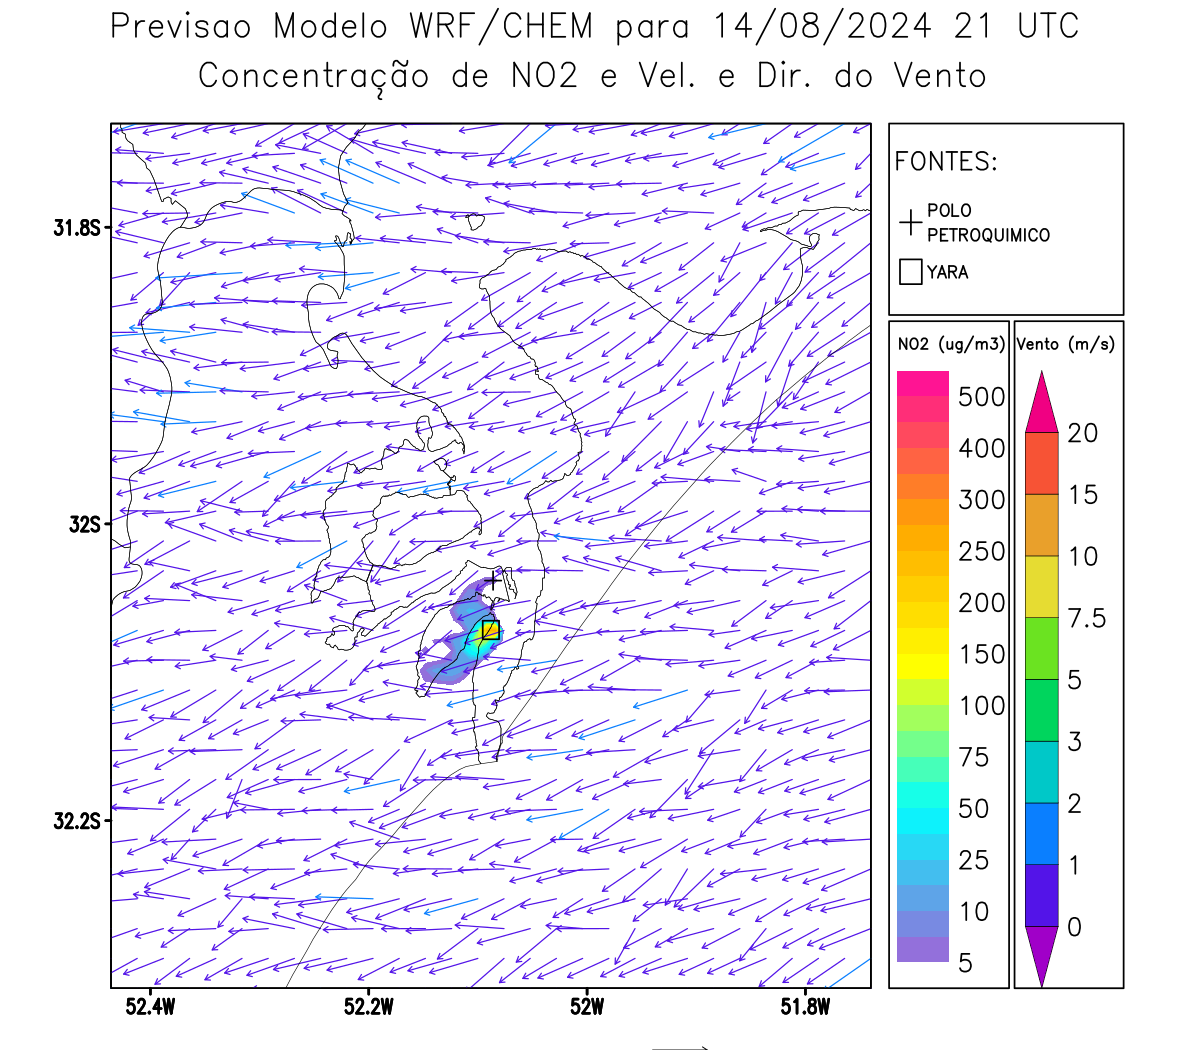 Previsao Modelo WRF/CHEM para 14/08/2024 21 UTC
Concentração de NO2 e Vel. e Dir. do Vento
FONTES:
POLO
PETROQUIMICO
YARA
NO2 (ug/m3)
500
400
300
250
200
150
100
75
50
25
10
5
Vento (m/s)
20
15
10
7.5
5
3
2
1
0
31.8S
32S
32.2S
52.4W
52.2W
52W
51.8W